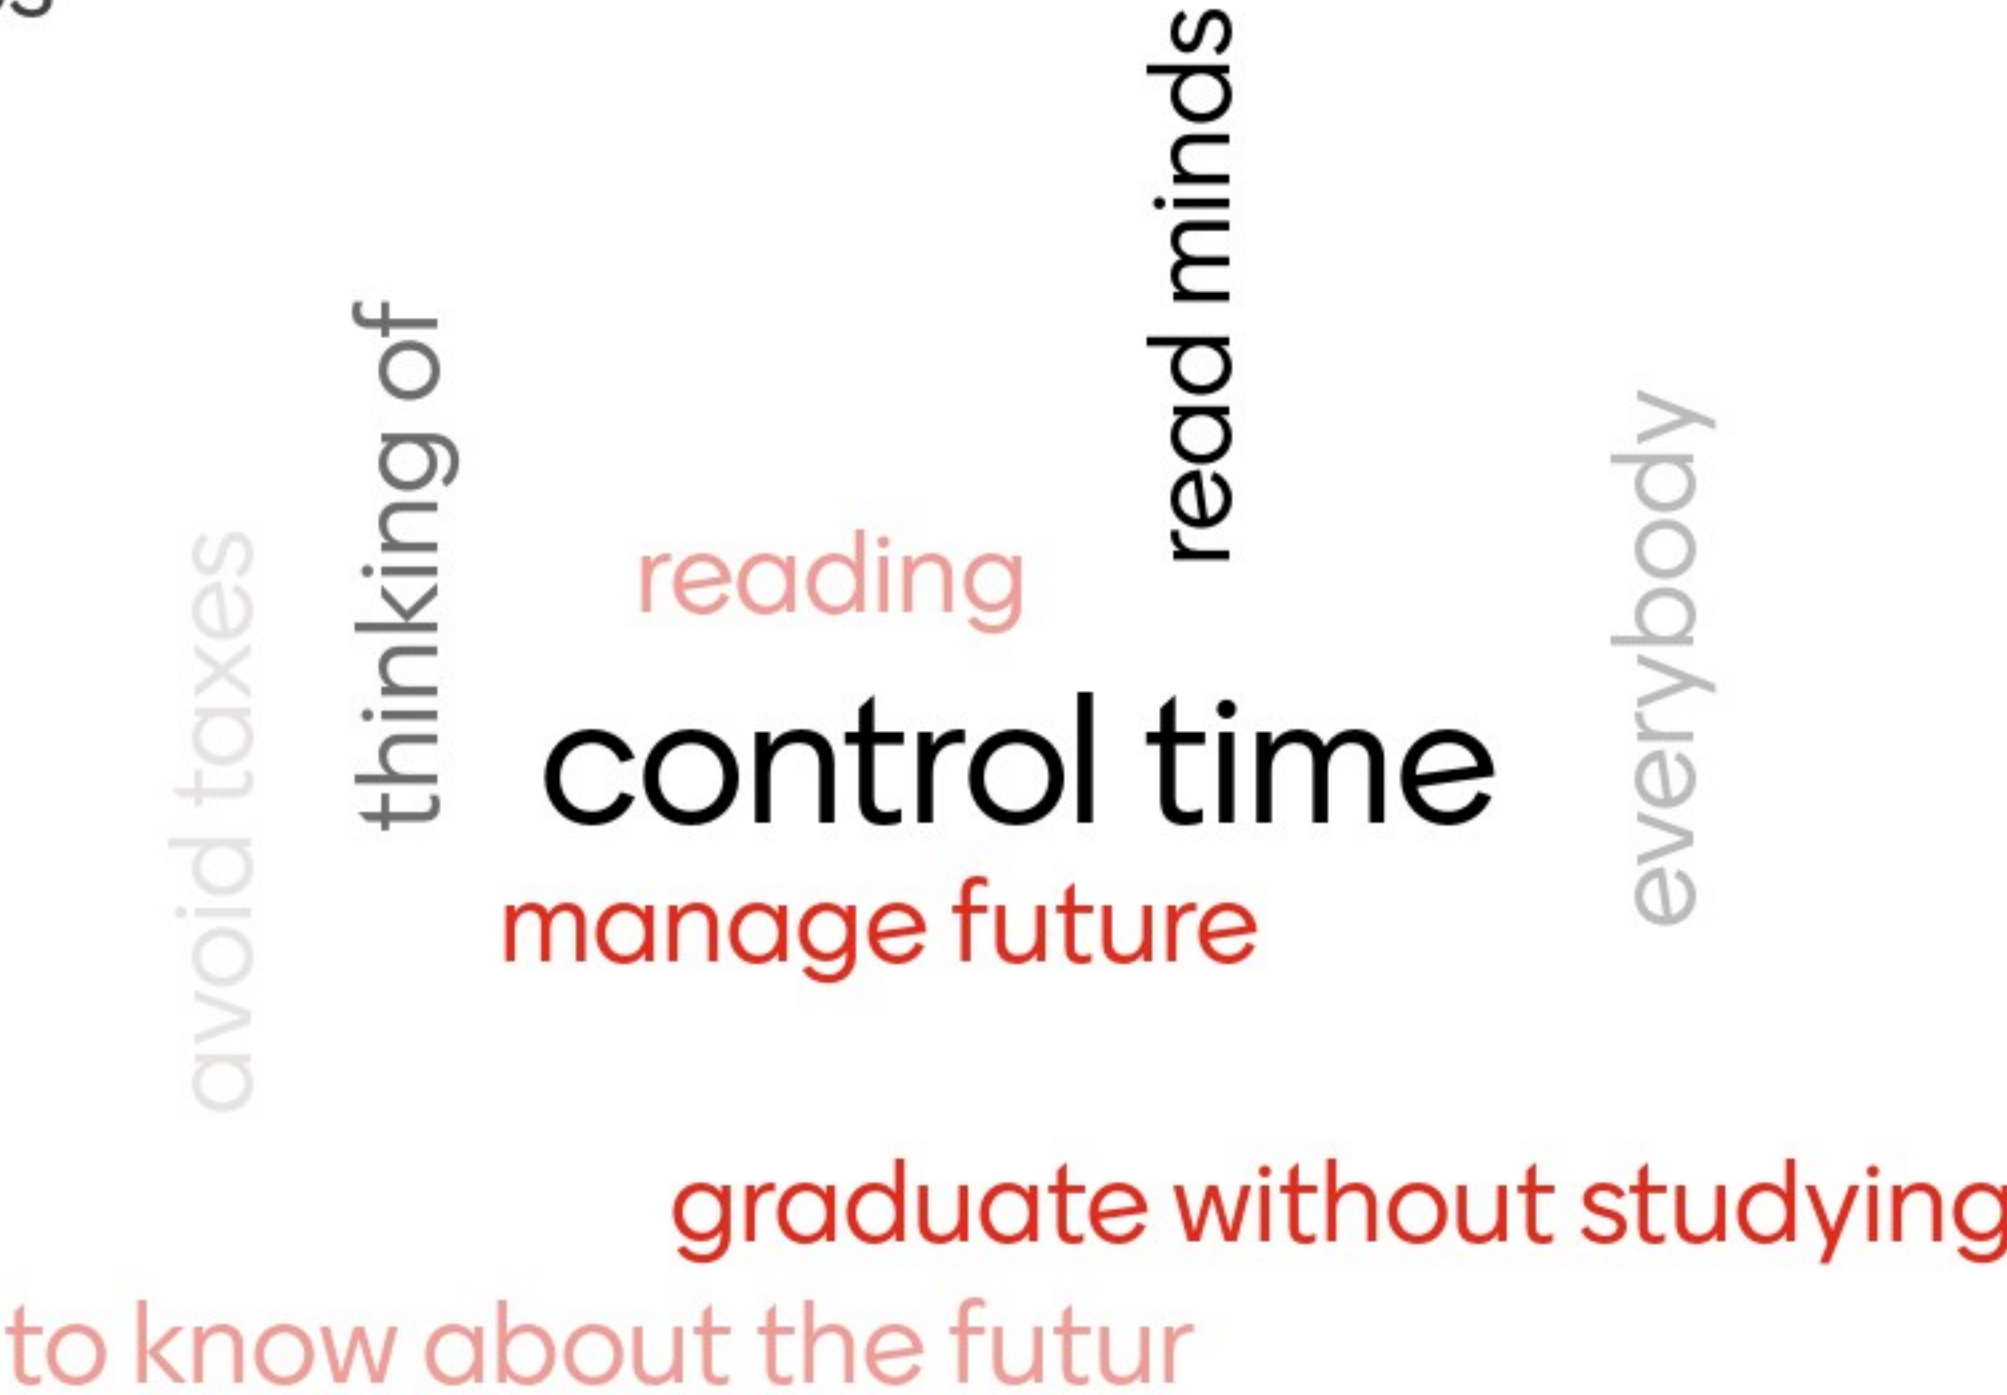 read minds
thinking of
everybody
reading
avoid taxes
control time
manage future
graduate without studying
to know about the futur